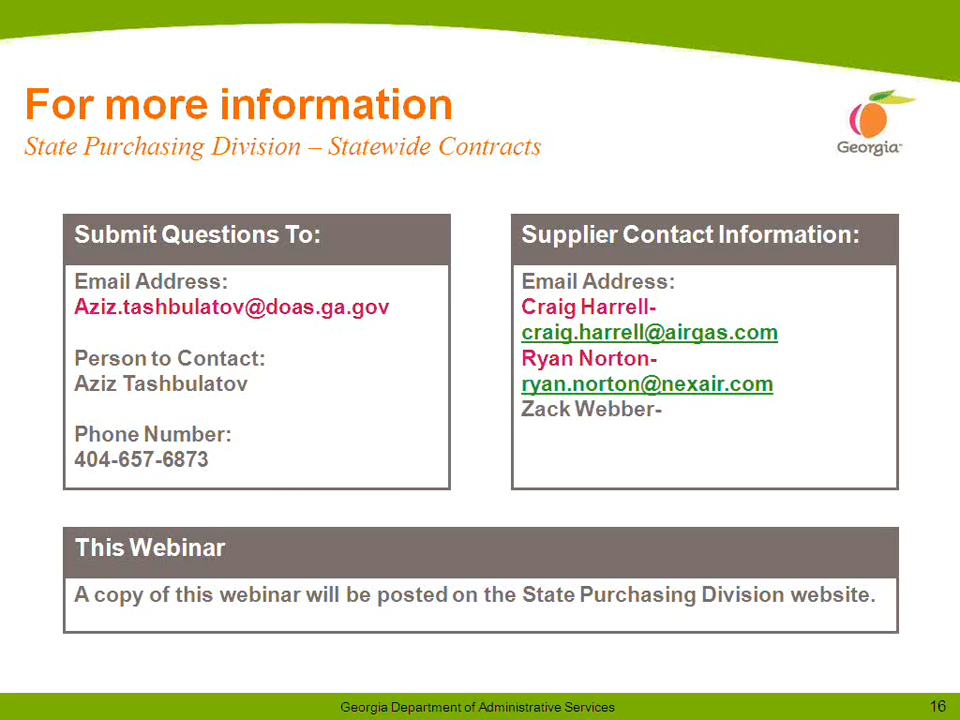 For more information
State Purchasing Division – Statewide Contracts
Georgia™
Submit Questions To:
Email Address:
Aziz.tashbulatov@doas.ga.gov
Person to Contact:
Aziz Tashbulatov
Phone Number:
404-657-6873
Supplier Contact Information:
Email Address:
Craig Harrell-
craig.harrell@airgas.com
Ryan Norton-
ryan.norton@nexair.com
Zack Webber-
This Webinar
A copy of this webinar will be posted on the State Purchasing Division website.
Georgia Department of Administrative Services
16